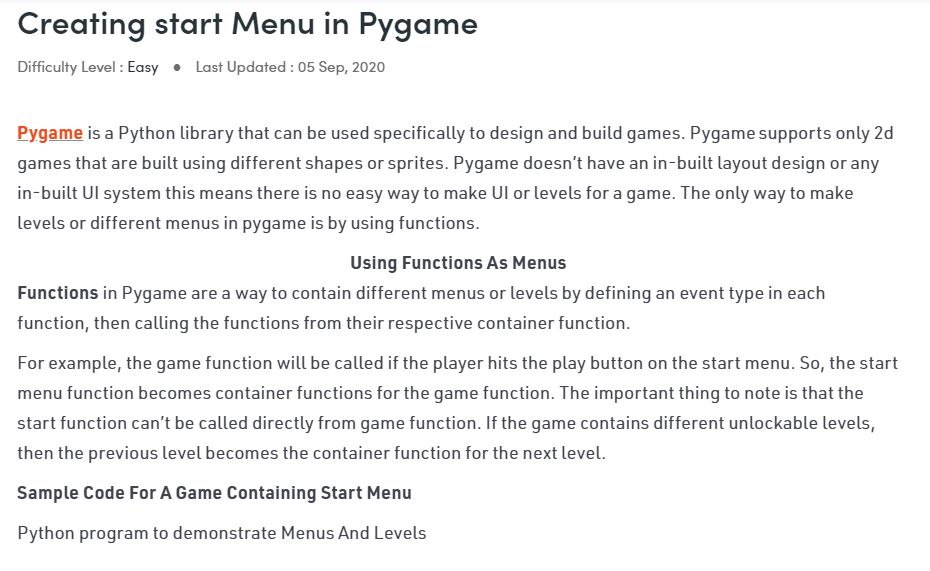 Creating start Menu in Pygame
Difficulty Level : Easy ● Last Updated : 05 Sep, 2020
Pygame is a Python library that can be used specifically to design and build games. Pygame supports only 2d
games that are built using different shapes or sprites. Pygame doesn’t have an in-built layout design or any
in-built UI system this means there is no easy way to make UI or levels for a game. The only way to make
levels or different menus in pygame is by using functions.
Using Functions As Menus
Functions in Pygame are a way to contain different menus or levels by defining an event type in each
function, then calling the functions from their respective container function.
For example, the game function will be called if the player hits the play button on the start menu. So, the start
menu function becomes container functions for the game function. The important thing to note is that the
start function can’t be called directly from game function. If the game contains different unlockable levels,
then the previous level becomes the container function for the next level.
Sample Code For A Game Containing Start Menu
Python program to demonstrate Menus And Levels